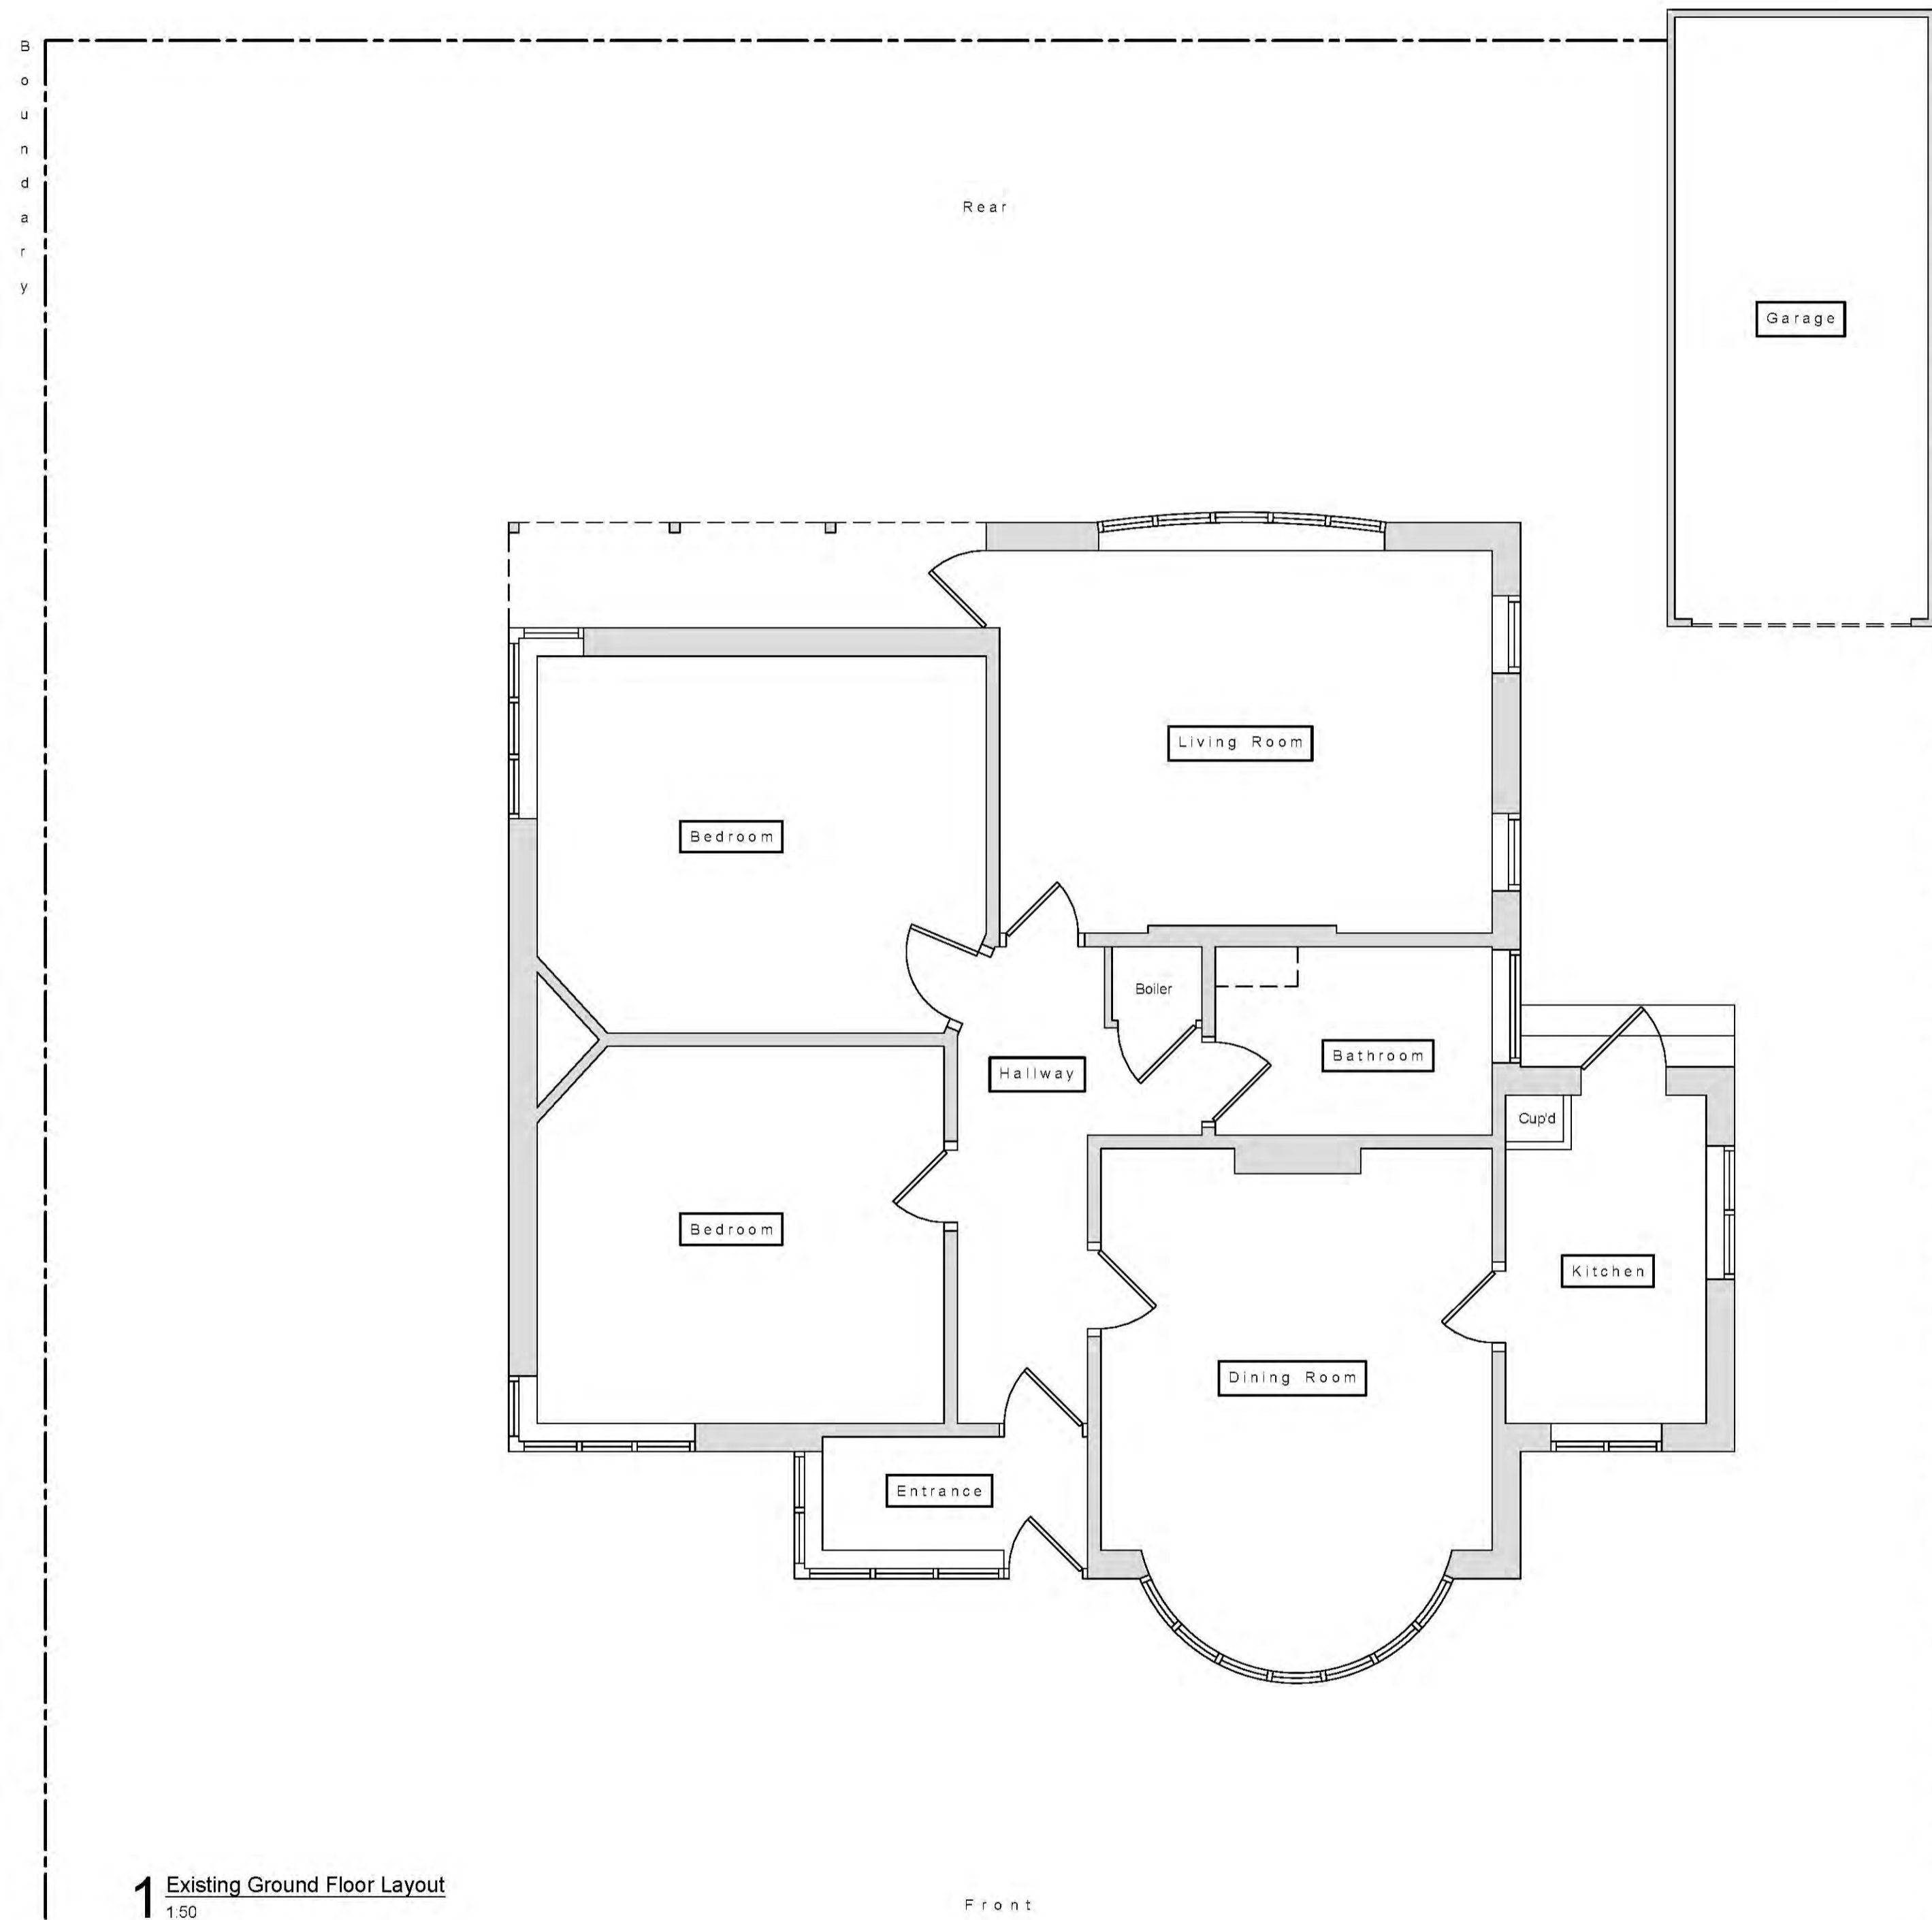 Boundary
Rear
Garage
Living Room
Bedroom
Boiler
Bathroom
Hallway
Cup'd
Bedroom
Kitchen
Dining Room
Entrance
1 Existing Ground Floor Layout
1:50
Front